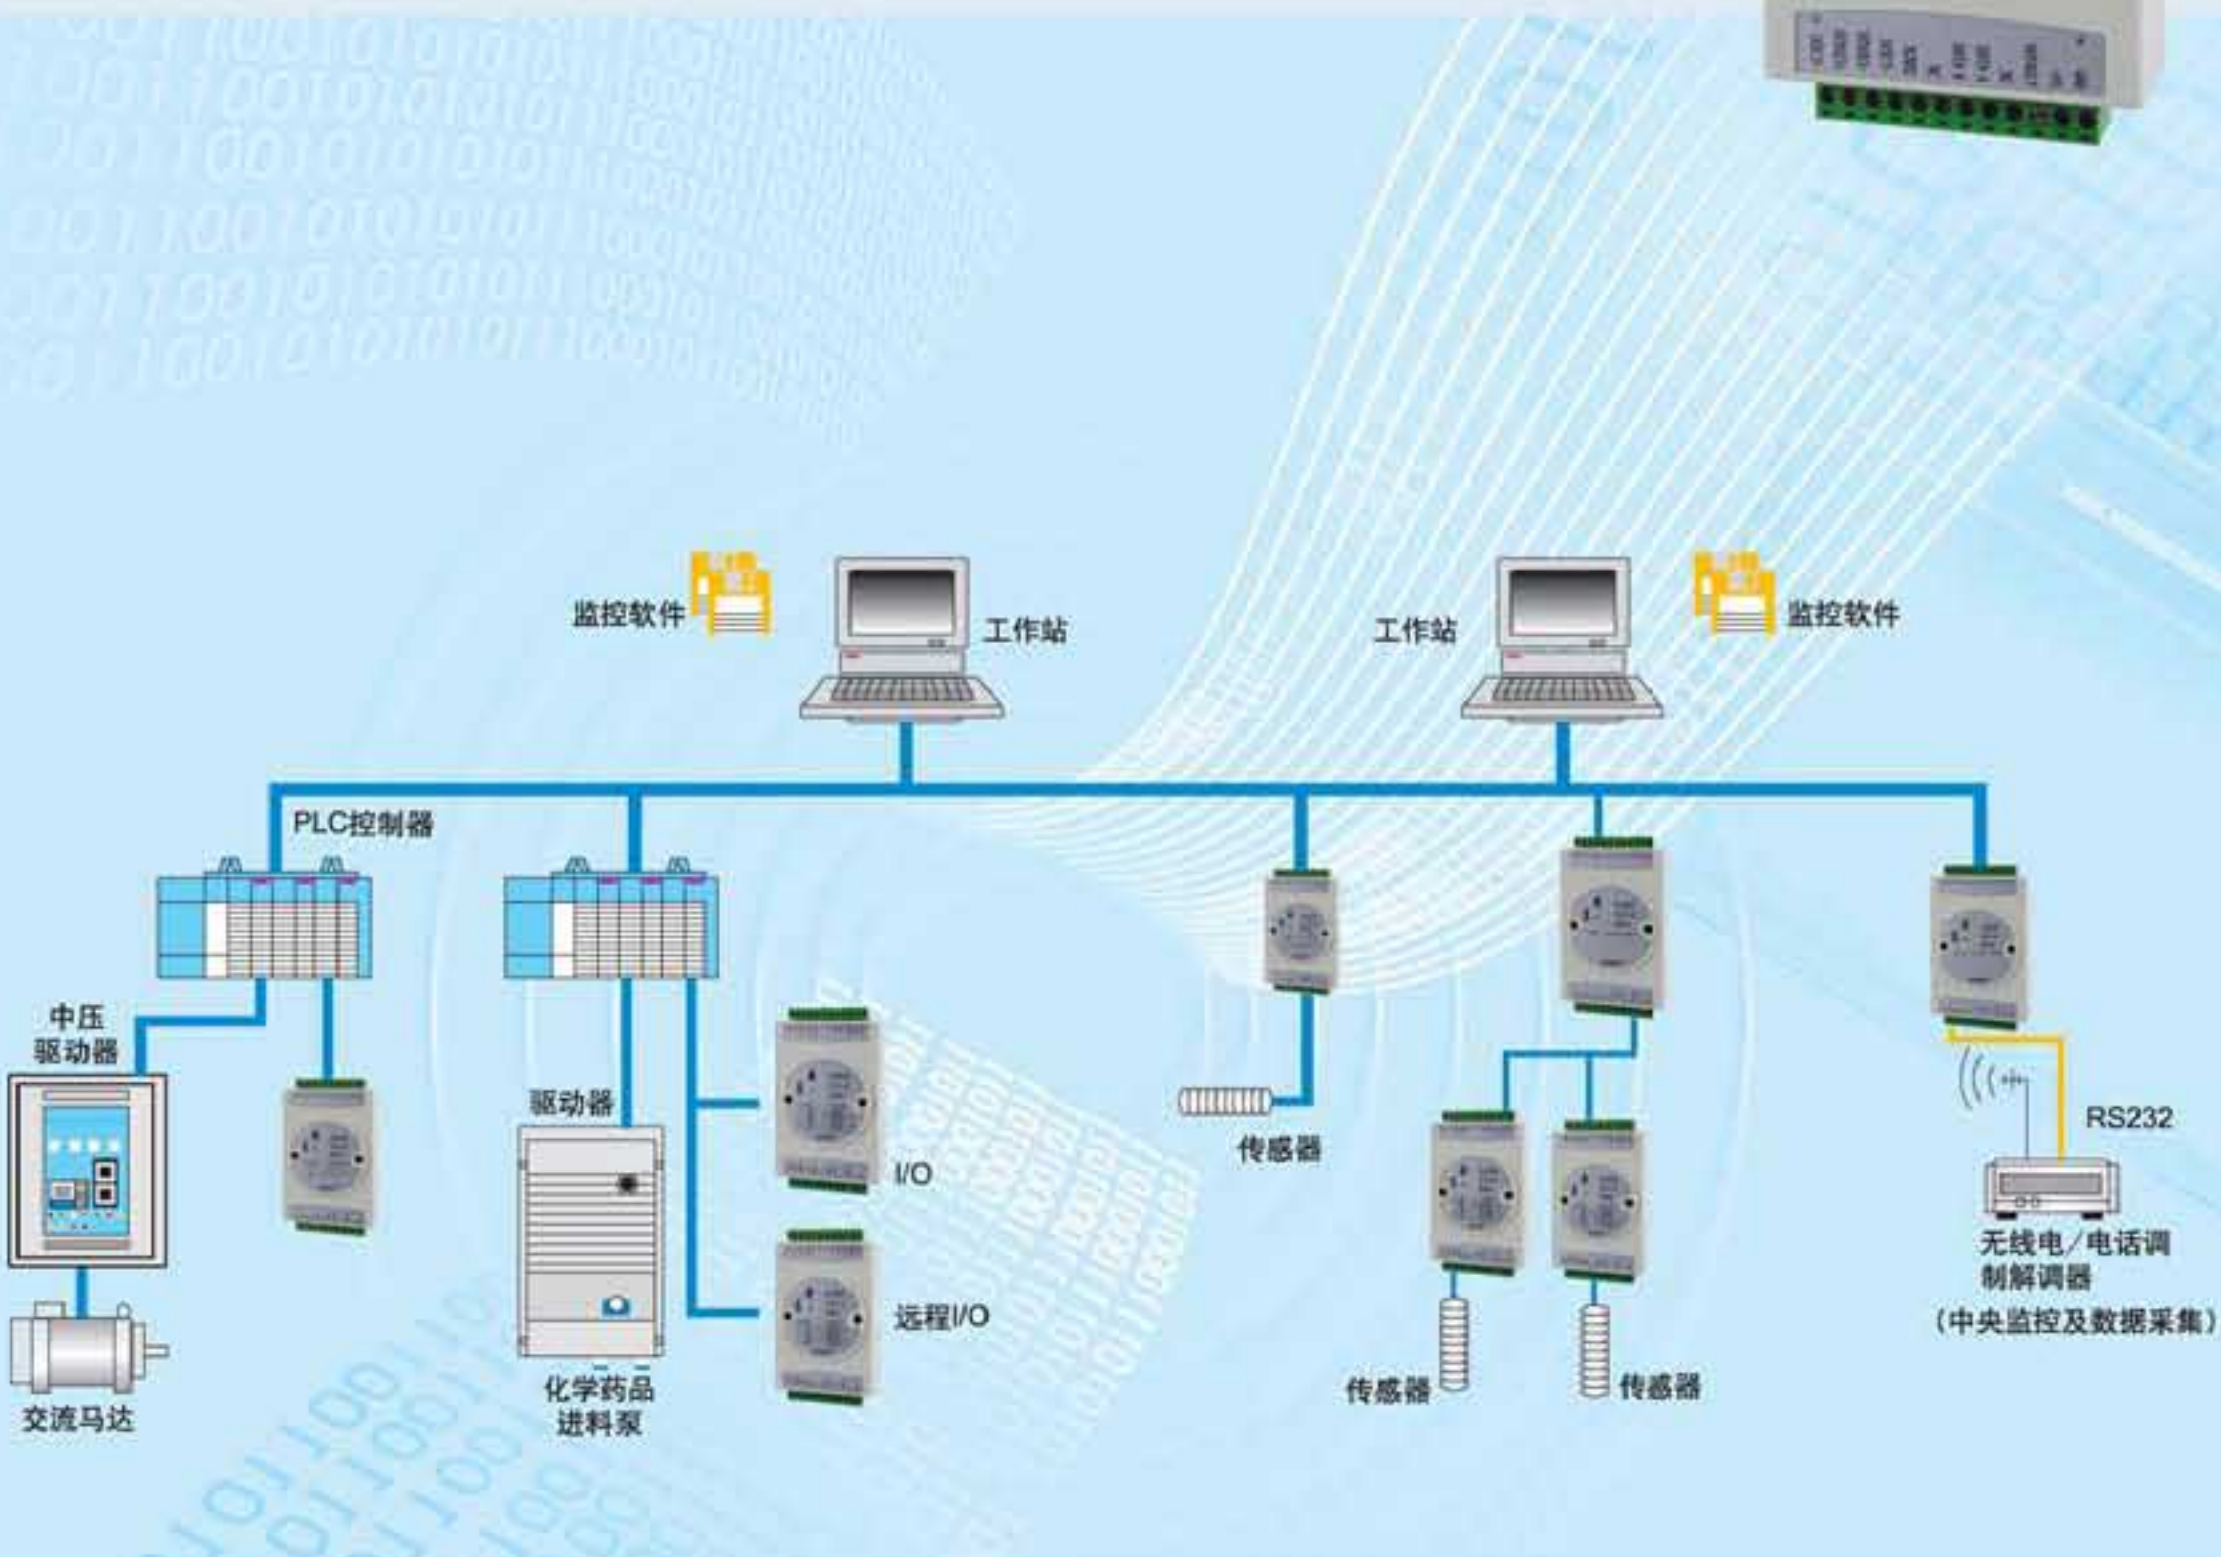 监控软件
工作站
工作站
监控软件
PLC控制器
中压
驱动器
驱动器
I/O
传感器
RS232
无线电/电话调
制解调器
(中央监控及数据采集)
远程I/O
化学药品
进料泵
交流马达
传感器
传感器